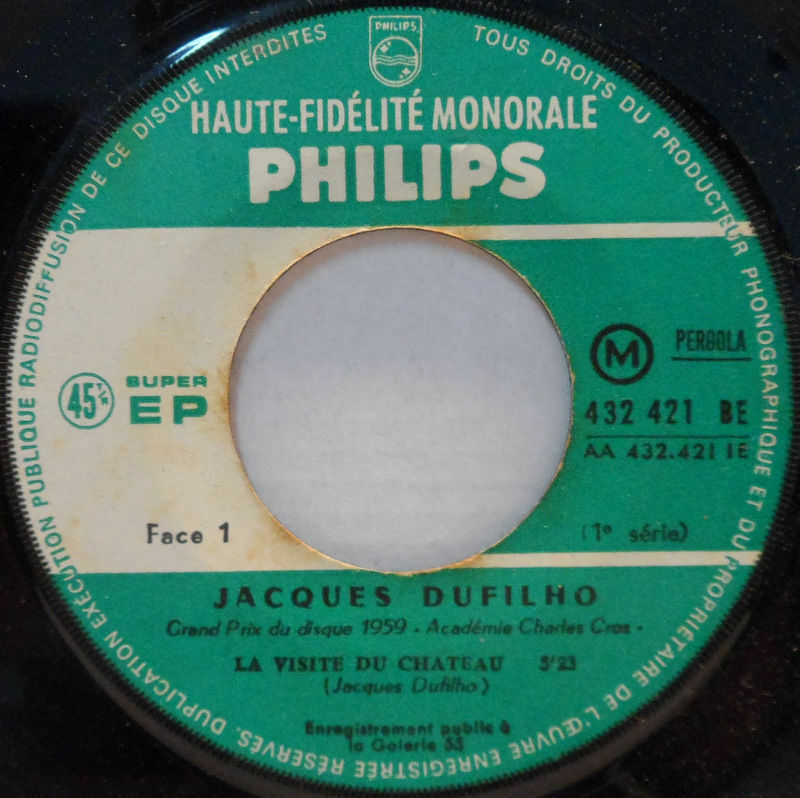 TOUS DROITS DU PRODUCTEUR PHONOGRAPHIQUE ET DU PROPRIETAIRE DE L'ŒUVRE ENREGISTRÉE RÉSERVÉS. DUPLICATION EXÉCUTION PUBLIQUE RADIODIFFUSION DE CE DISQUE INTERDITES
PHILIPS
HAUTE-FIDÉLITÉ MONORALE
PHILIPS
M PERGOLA
45 T/M SUPER
EP
432 421 BE
AA 432.421 1E
Face 1 (1e série)
JACQUES DUFILHO
Grand Prix du disque 1959 - Académie Charles Cros -
LA VISITE DU CHATEAU 5'23
(Jacques Dufilho)
Enregistrement public à
la Galerie 55